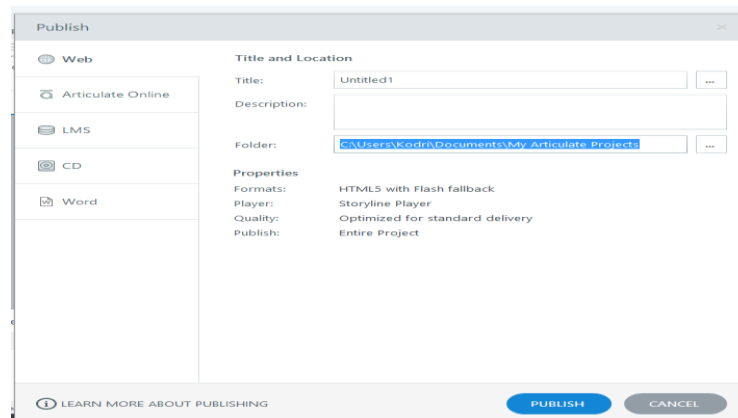 Publish
Web
Articulate Online
LMS
CD
Word
Title and Location
Title: Untitled1 ...
Description:
Folder: C:\Users\Kodri\Documents\My Articulate Projects ...
Properties
Formats: HTML5 with Flash fallback
Player: Storyline Player
Quality: Optimized for standard delivery
Publish: Entire Project
LEARN MORE ABOUT PUBLISHING
PUBLISH CANCEL